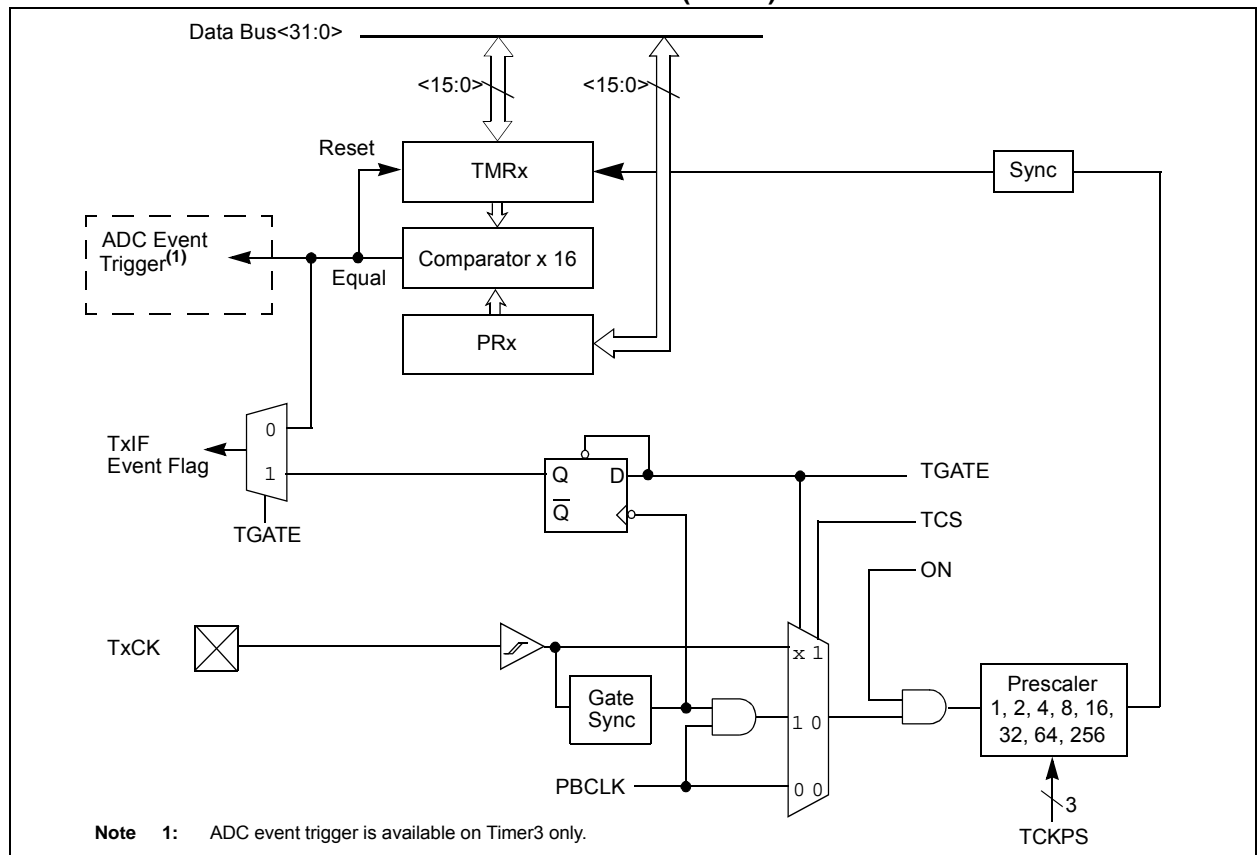 Data Bus<31:0>
<15:0>
<15:0>
Reset
TMRx
Sync
ADC Event
Trigger(1)
Equal
Comparator x 16
PRx
0
1
TxIF
Event Flag
TGATE
Q
D
Q
TGATE
TCS
ON
TxCK
x 1
Gate
Sync
1 0
Prescaler
1, 2, 4, 8, 16,
32, 64, 256
PBCLK
0 0
3
TCKPS
Note 1: ADC event trigger is available on Timer3 only.